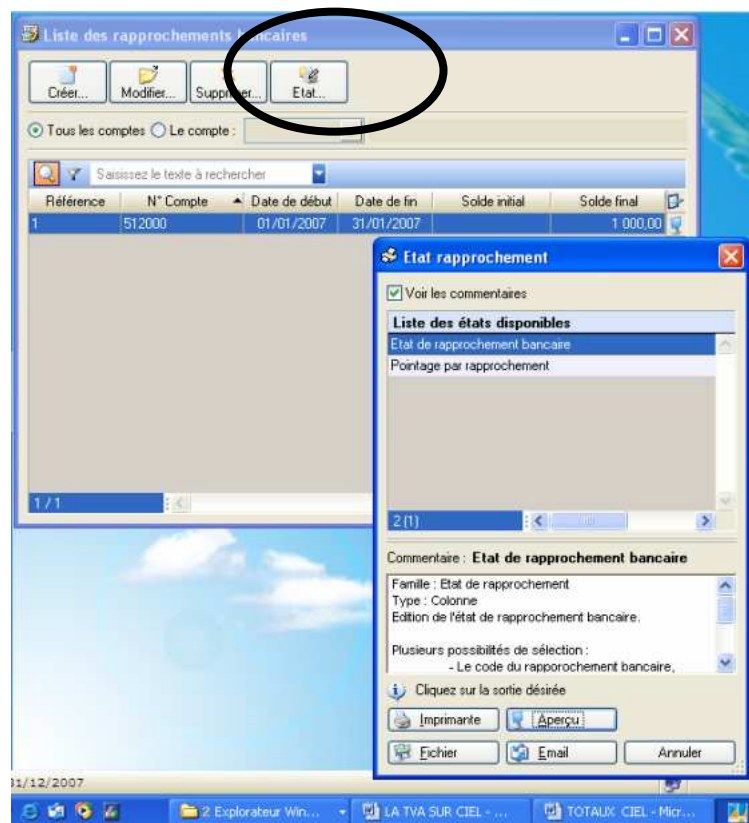 Liste des rapprochements bancaires
Créer... Modifier... Supprimer... Etat...
Tous les comptes Le compte :
Saisissez le texte à rechercher
Référence N° Compte Date de début Date de fin Solde initial Solde final
1 512000 01/01/2007 31/01/2007 1 000,00
1 / 1
Etat rapprochement
Voir les commentaires
Liste des états disponibles
Etat de rapprochement bancaire
Pointage par rapprochement
2 (1)
Commentaire : Etat de rapprochement bancaire
Famille : Etat de rapprochement
Type : Colonne
Edition de l'état de rapprochement bancaire.
Plusieurs possibilités de sélection :
- Le code du rapporochement bancaire,
Cliquez sur la sortie désirée
Imprimante Aperçu
Fichier Email Annuler
31/12/2007
2 Explorateur Win... LA TVA SUR CIEL - ... TOTAUX CIEL - Micr...